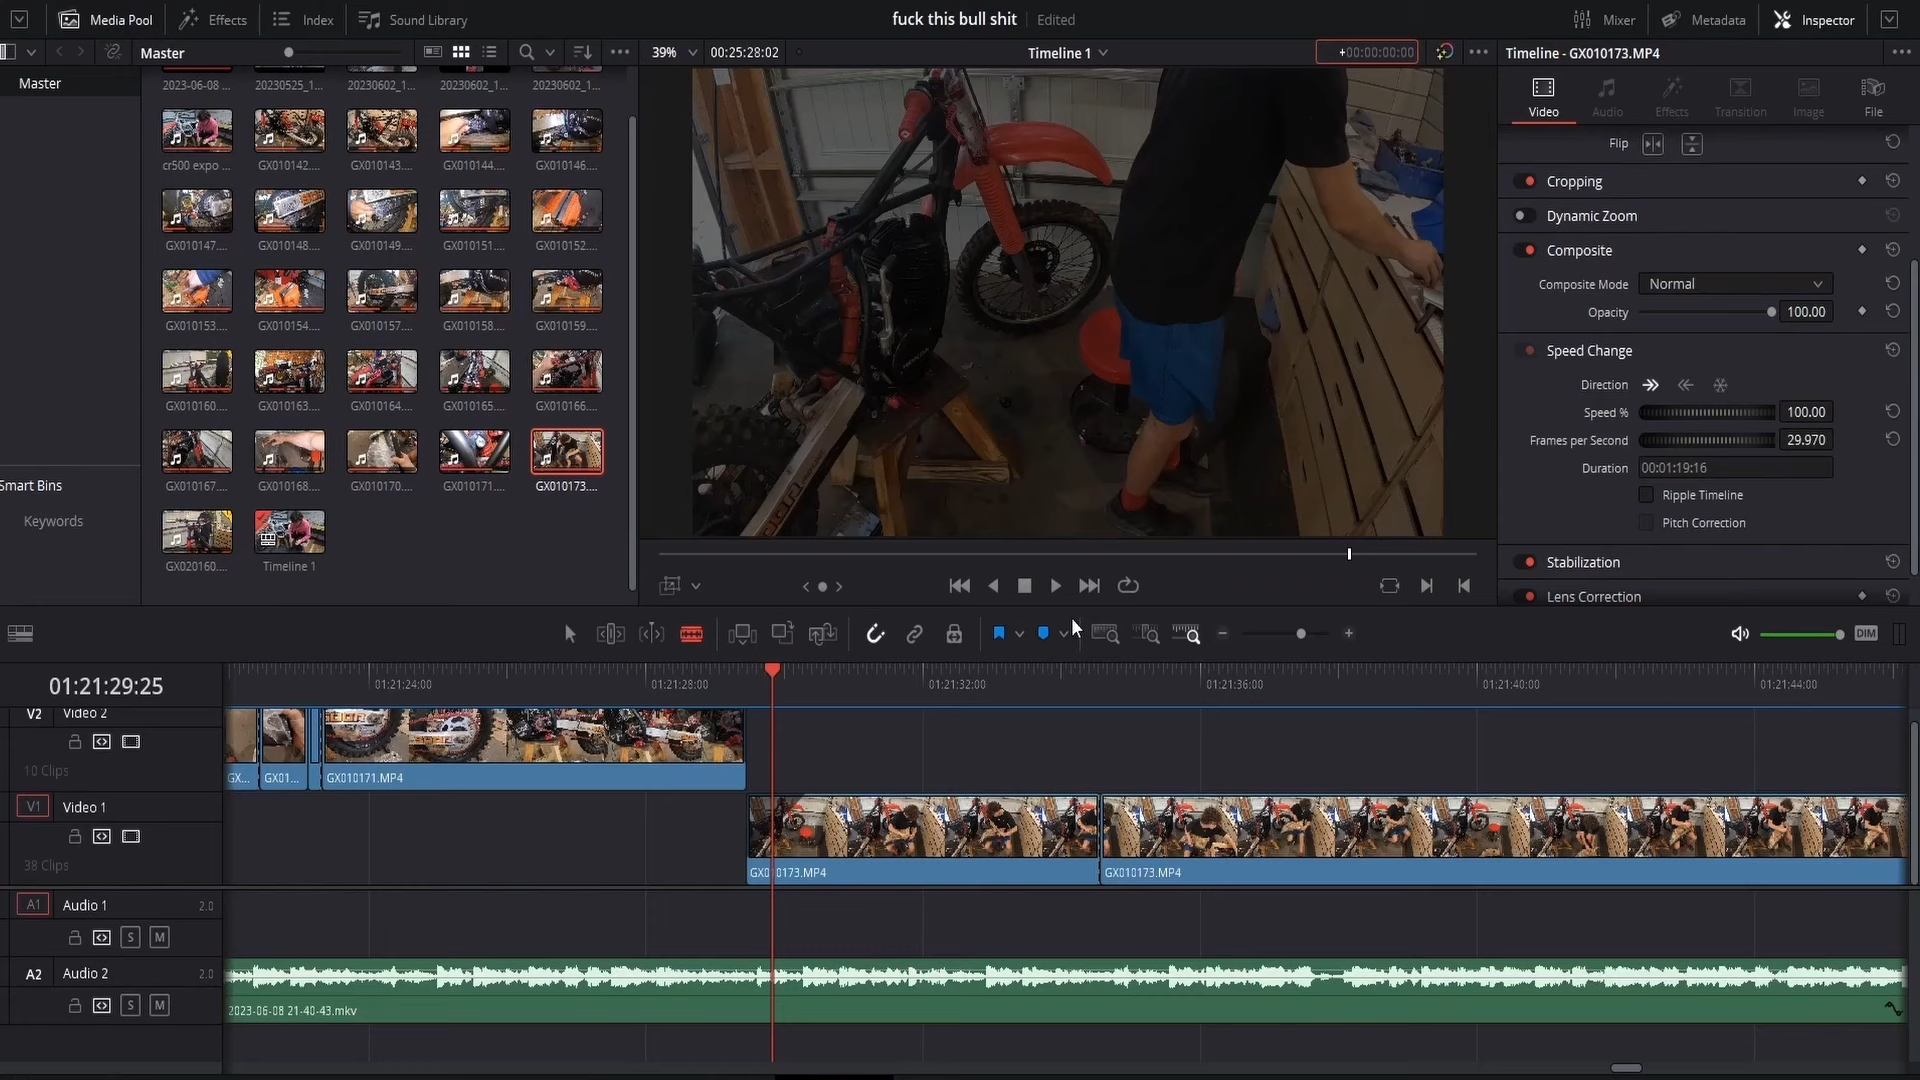 Media Pool
Effects
Index
Sound Library
fuck this bull shit
Edited
Mixer
Metadata
Inspector
Master
39%
00:25:28:02
Timeline 1
+00:00:00:00
Timeline - GX010173.MP4
Master
2023-06-08 ...
20230525_1...
20230602_1...
20230602_1...
20230602_1...
Video
Audio
Effects
Transition
Image
File
cr500 expo ...
GX010142....
GX010143....
GX010144....
GX010146....
Flip
Cropping
Dynamic Zoom
GX010147....
GX010148....
GX010149....
GX010151....
GX010152....
Composite
Composite Mode
Normal
Opacity
100.00
GX010153....
GX010154....
GX010157....
GX010158....
GX010159....
Speed Change
Direction
Speed %
100.00
GX010160....
GX010163....
GX010164....
GX010165....
GX010166....
Frames per Second
29.970
Duration
00:01:19:16
Smart Bins
GX010167....
GX010168....
GX010170....
GX010171....
GX010173....
Ripple Timeline
Keywords
Pitch Correction
GX020160....
Timeline 1
Stabilization
Lens Correction
DIM
01:21:29:25
01:21:24:00
01:21:28:00
01:21:32:00
01:21:36:00
01:21:40:00
01:21:44:00
V2
Video 2
10 Clips
GX...
GX01...
GX010171.MP4
V1
Video 1
38 Clips
GX010173.MP4
GX010173.MP4
A1
Audio 1
2.0
S
M
A2
Audio 2
2.0
S
M
2023-06-08 21-40-43.mkv